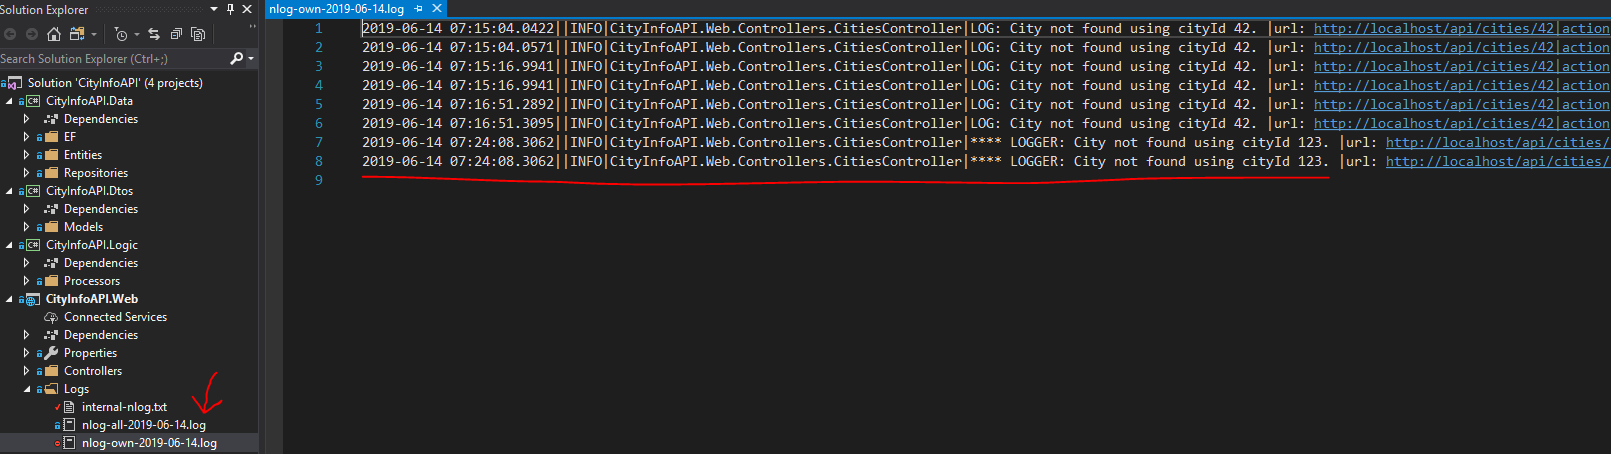 Solution Explorer
Search Solution Explorer (Ctrl+;)
Solution 'CityInfoAPI' (4 projects)
CityInfoAPI.Data
Dependencies
EF
Entities
Repositories
CityInfoAPI.Dtos
Dependencies
Models
CityInfoAPI.Logic
Dependencies
Processors
CityInfoAPI.Web
Connected Services
Dependencies
Properties
Controllers
Logs
internal-nlog.txt
nlog-all-2019-06-14.log
nlog-own-2019-06-14.log
nlog-own-2019-06-14.log
1 2019-06-14 07:15:04.0422||INFO|CityInfoAPI.Web.Controllers.CitiesController|LOG: City not found using cityId 42. |url: http://localhost/api/cities/42|action
2 2019-06-14 07:15:04.0571||INFO|CityInfoAPI.Web.Controllers.CitiesController|LOG: City not found using cityId 42. |url: http://localhost/api/cities/42|action
3 2019-06-14 07:15:16.9941||INFO|CityInfoAPI.Web.Controllers.CitiesController|LOG: City not found using cityId 42. |url: http://localhost/api/cities/42|action
4 2019-06-14 07:15:16.9941||INFO|CityInfoAPI.Web.Controllers.CitiesController|LOG: City not found using cityId 42. |url: http://localhost/api/cities/42|action
5 2019-06-14 07:16:51.2892||INFO|CityInfoAPI.Web.Controllers.CitiesController|LOG: City not found using cityId 42. |url: http://localhost/api/cities/42|action
6 2019-06-14 07:16:51.3095||INFO|CityInfoAPI.Web.Controllers.CitiesController|LOG: City not found using cityId 42. |url: http://localhost/api/cities/42|action
7 2019-06-14 07:24:08.3062||INFO|CityInfoAPI.Web.Controllers.CitiesController|**** LOGGER: City not found using cityId 123. |url: http://localhost/api/cities/
8 2019-06-14 07:24:08.3062||INFO|CityInfoAPI.Web.Controllers.CitiesController|**** LOGGER: City not found using cityId 123. |url: http://localhost/api/cities/
9